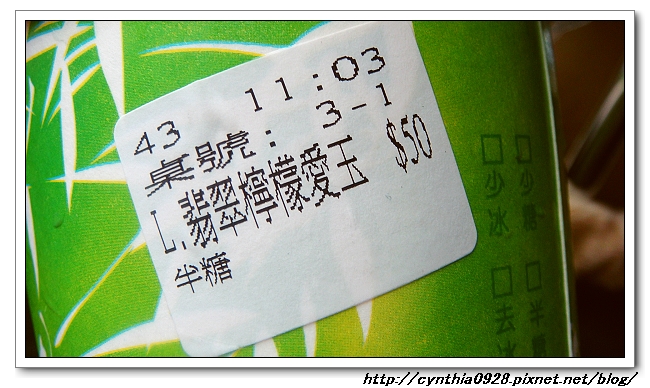 43 11:03
桌號: 3-1
L.翡翠檸檬愛玉 $50
半糖
□少冰 □少糖
□去冰 □半糖
http://cynthia0928.pixnet.net/blog/